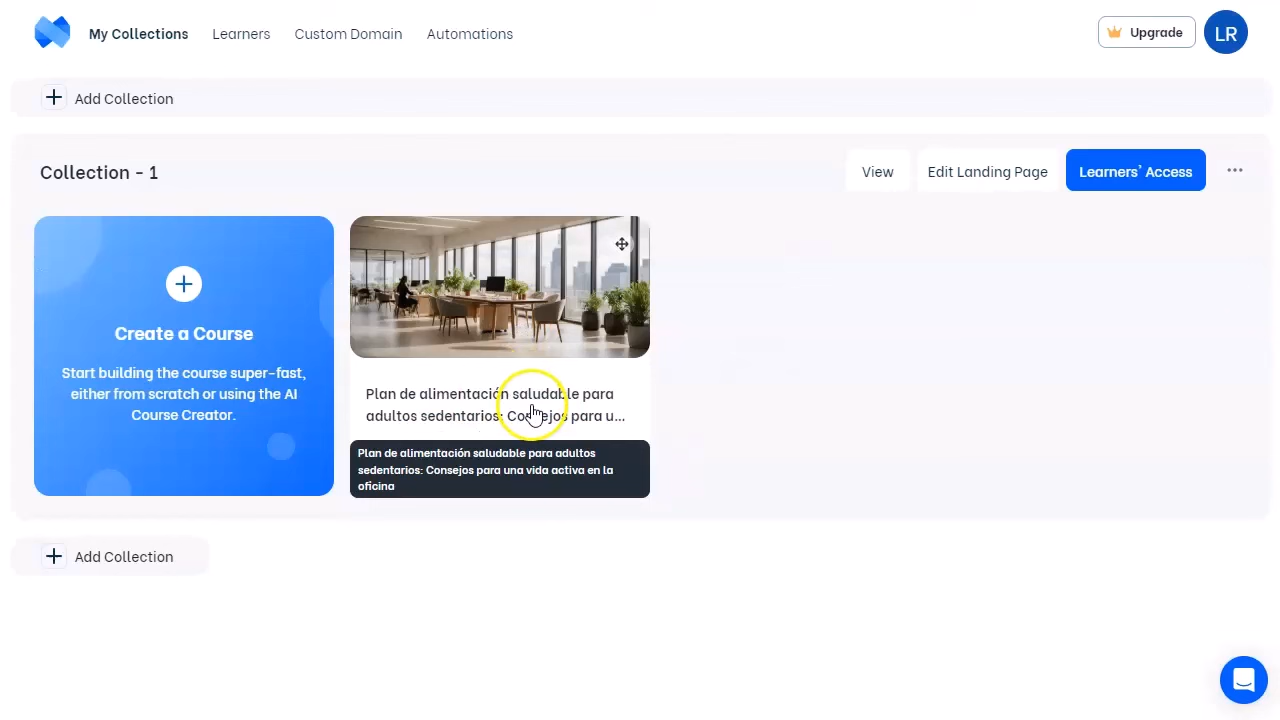 My Collections
Learners
Custom Domain
Automations
Upgrade
LR
Add Collection
Collection - 1
View
Edit Landing Page
Learners' Access
Create a Course
Start building the course super-fast,
either from scratch or using the AI
Course Creator.
Plan de alimentación saludable para
adultos sedentarios: Consejos para u...
Plan de alimentación saludable para adultos
sedentarios: Consejos para una vida activa en la
oficina
Add Collection